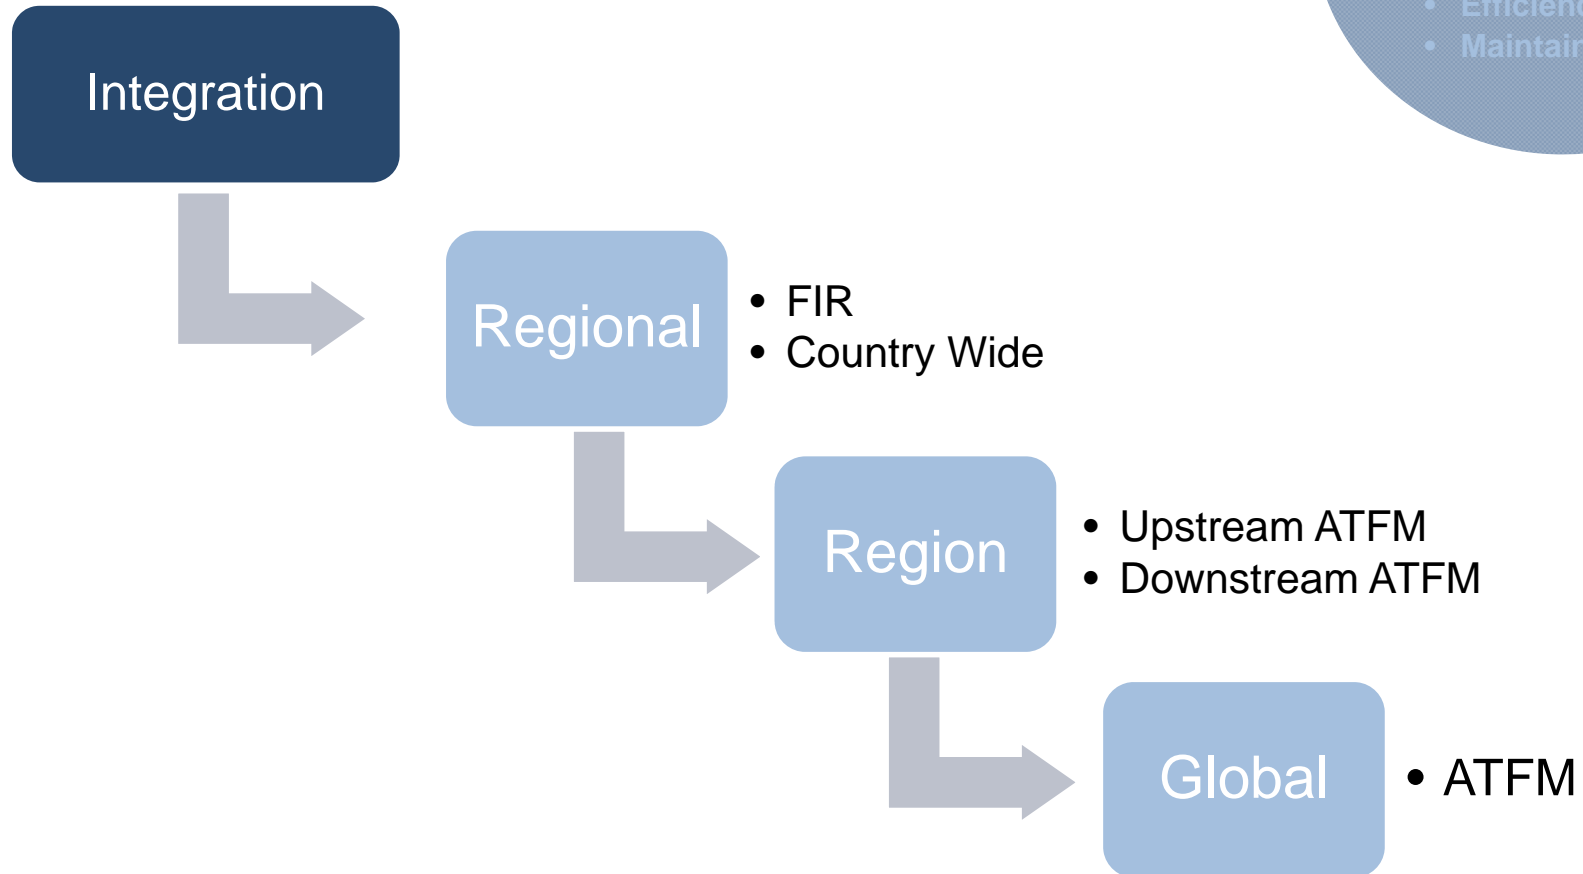 Integration
Regional
• FIR
• Country Wide
Region
• Upstream ATFM
• Downstream ATFM
Global
• ATFM